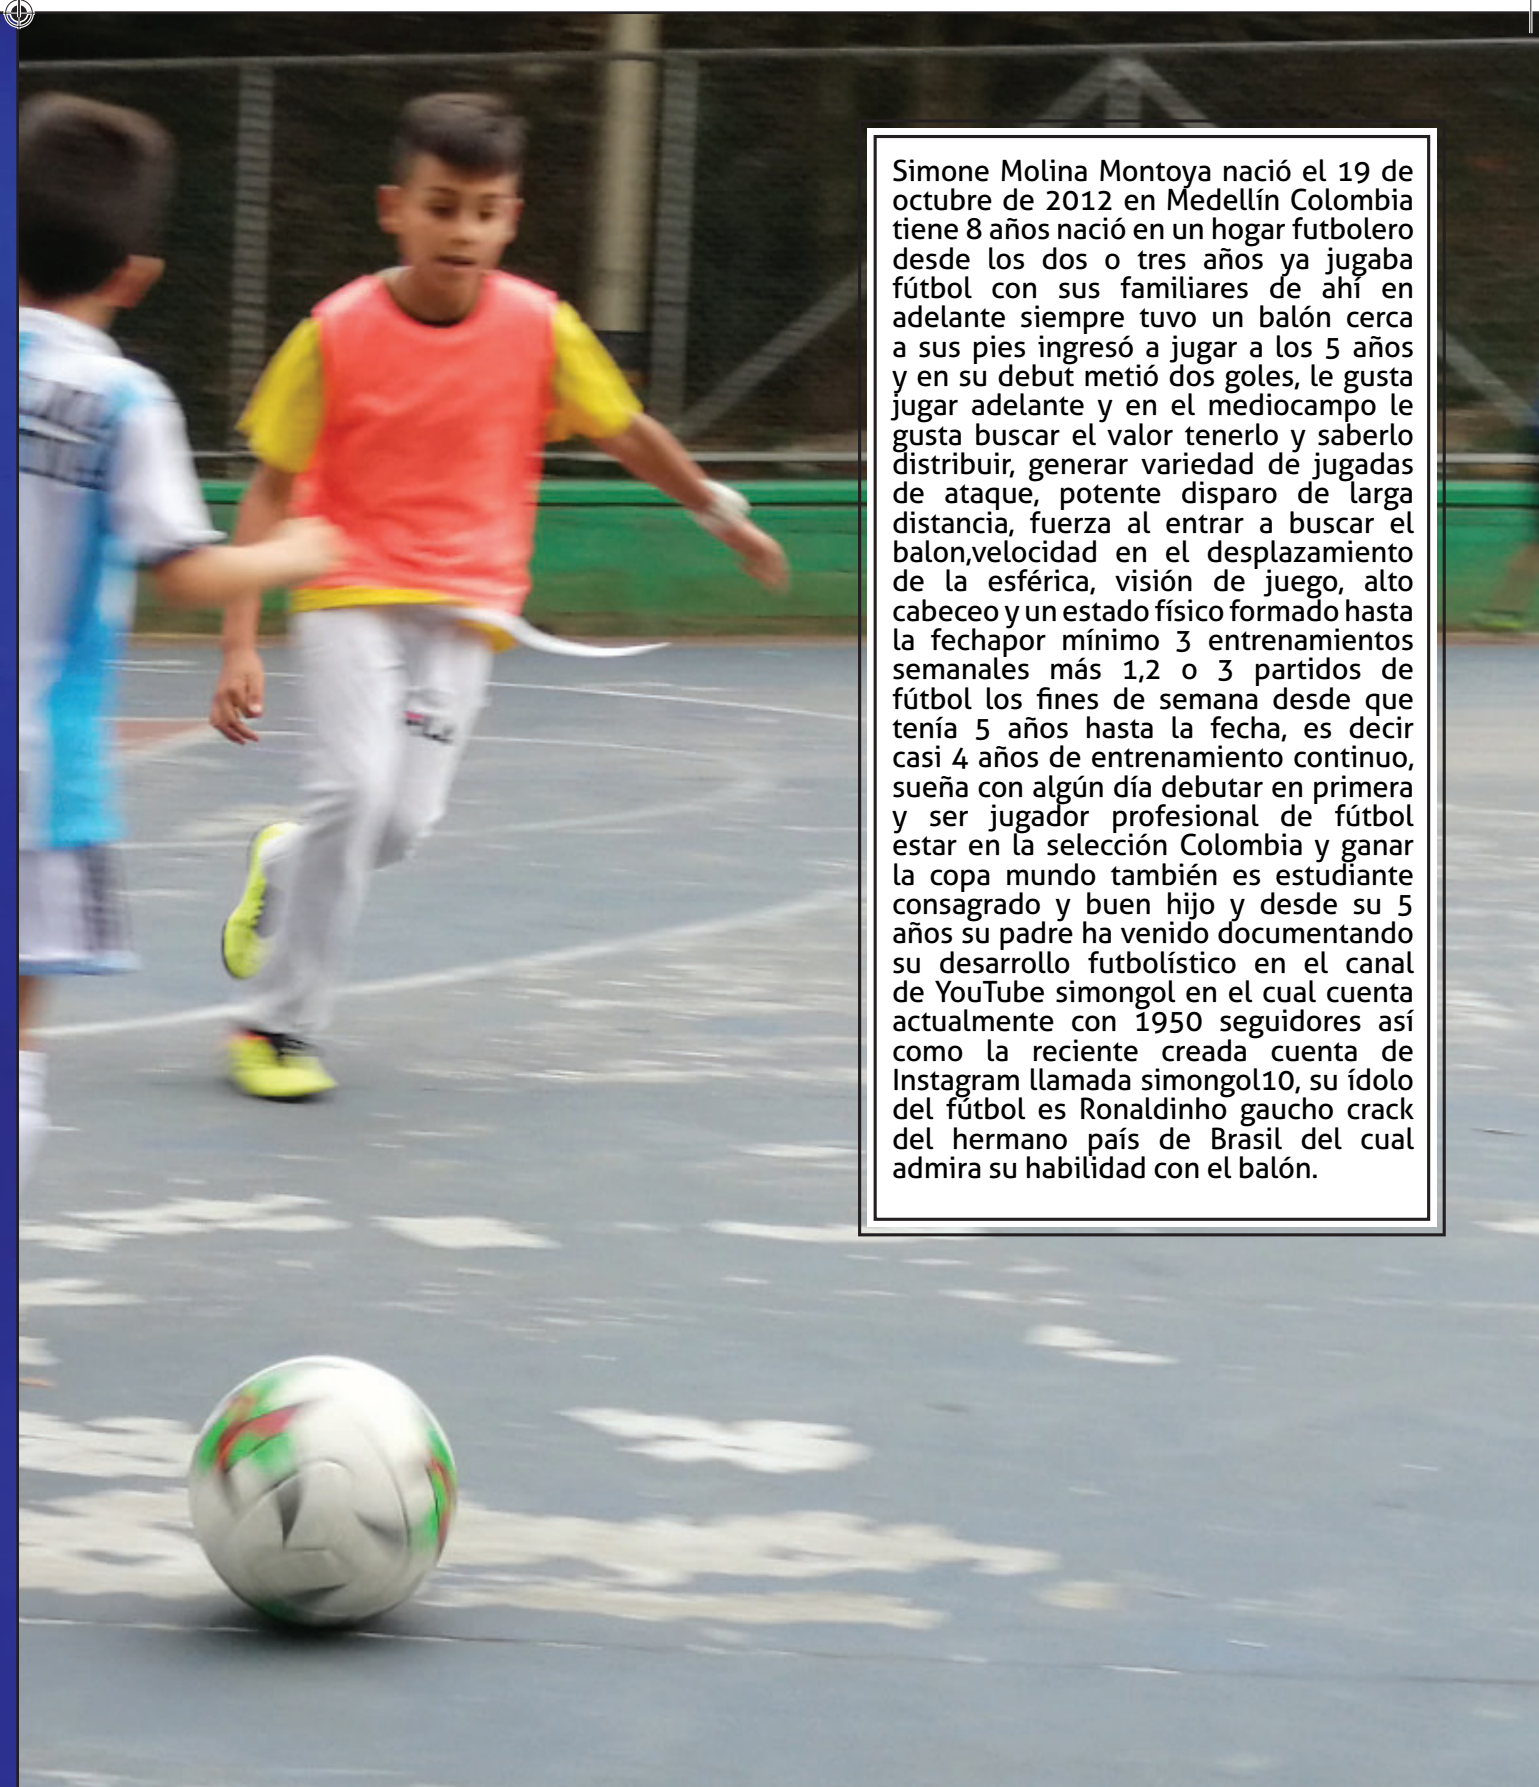 Simone Molina Montoya nació el 19 de
octubre de 2012 en Medellín Colombia
tiene 8 años nació en un hogar futbolero
desde los dos o tres años ya jugaba
fútbol con sus familiares de ahí en
adelante siempre tuvo un balón cerca
a sus pies ingresó a jugar a los 5 años
y en su debut metió dos goles, le gusta
jugar adelante y en el mediocampo le
gusta buscar el valor tenerlo y saberlo
distribuir, generar variedad de jugadas
de ataque, potente disparo de larga
distancia, fuerza al entrar a buscar el
balon,velocidad en el desplazamiento
de la esférica, visión de juego, alto
cabeceo y un estado físico formado hasta
la fechapor mínimo 3 entrenamientos
semanales más 1,2 o 3 partidos de
fútbol los fines de semana desde que
tenía 5 años hasta la fecha, es decir
casi 4 años de entrenamiento continuo,
sueña con algún día debutar en primera
y ser jugador profesional de fútbol
estar en la selección Colombia y ganar
la copa mundo también es estudiante
consagrado y buen hijo y desde su 5
años su padre ha venido documentando
su desarrollo futbolístico en el canal
de YouTube simongol en el cual cuenta
actualmente con 1950 seguidores así
como la reciente creada cuenta de
Instagram llamada simongol10, su ídolo
del fútbol es Ronaldinho gaucho crack
del hermano país de Brasil del cual
admira su habilidad con el balón.